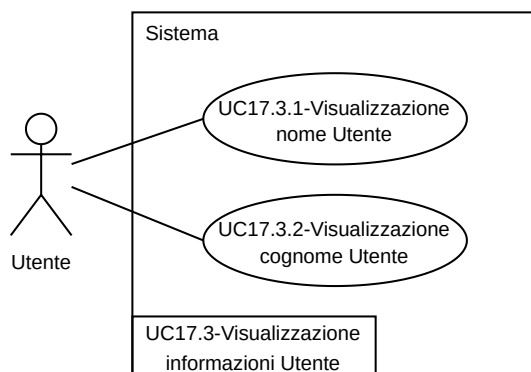 Sistema
UC17.3.1-Visualizzazione
nome Utente
UC17.3.2-Visualizzazione
cognome Utente
Utente
UC17.3-Visualizzazione
informazioni Utente